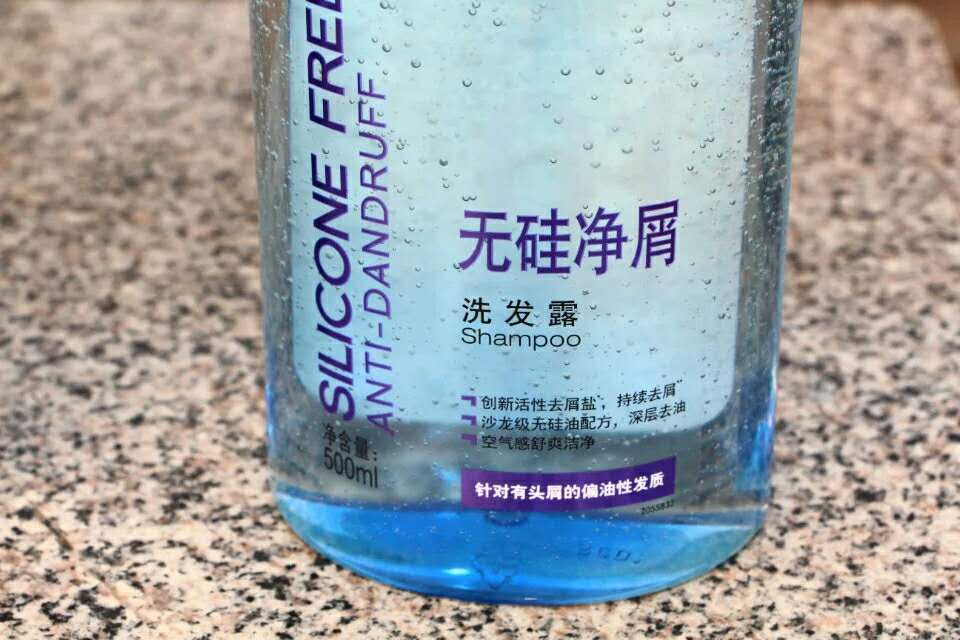 SILICONE FREE
ANTI-DANDRUFF
无硅净屑
洗发露
Shampoo
创新活性去屑盐*，持续去屑**
沙龙级无硅油配方，深层去油
空气感舒爽洁净
针对有头屑的偏油性发质
2055832
净含量：
500ml